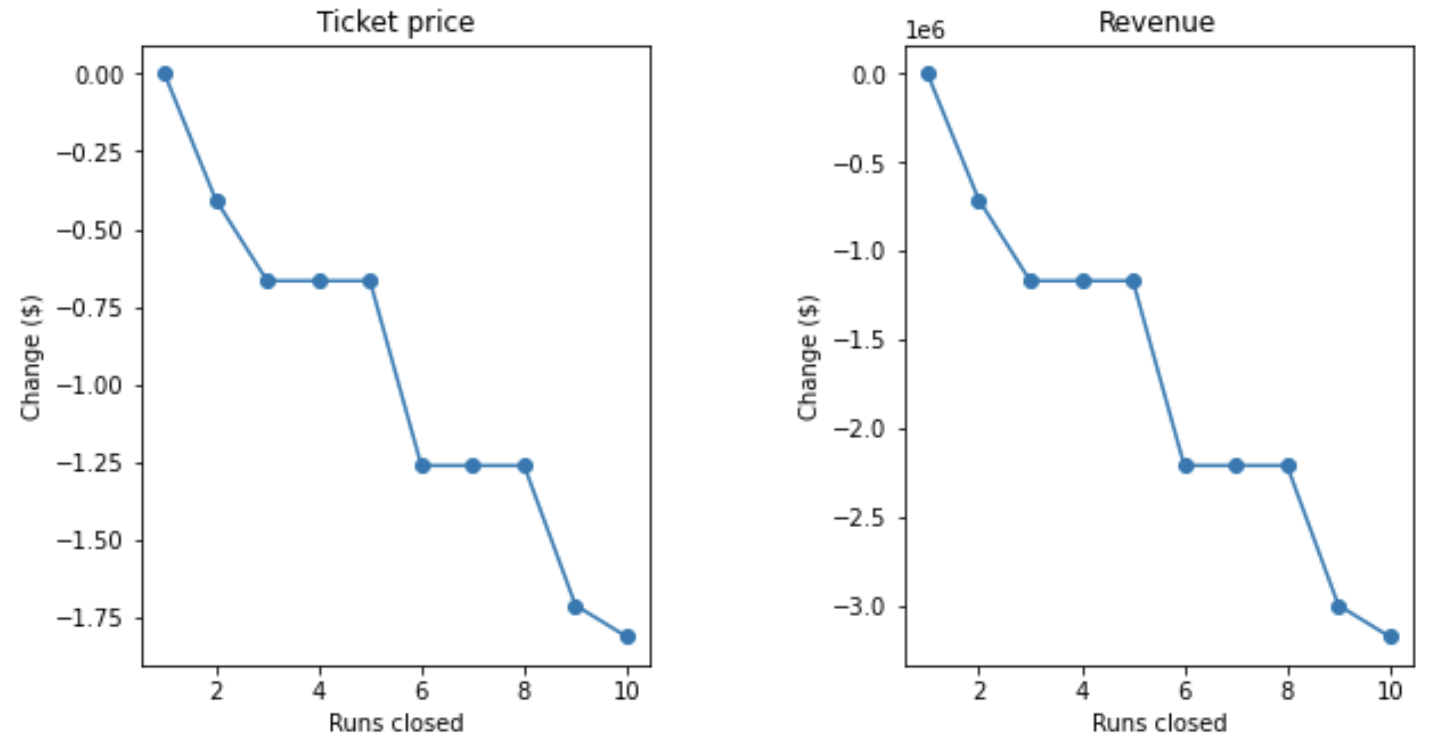 Ticket price
0.00
−0.25
−0.50
−0.75
−1.00
−1.25
−1.50
−1.75
Change ($)
2 4 6 8 10
Runs closed
Revenue
1e6
0.0
−0.5
−1.0
−1.5
−2.0
−2.5
−3.0
Change ($)
2 4 6 8 10
Runs closed